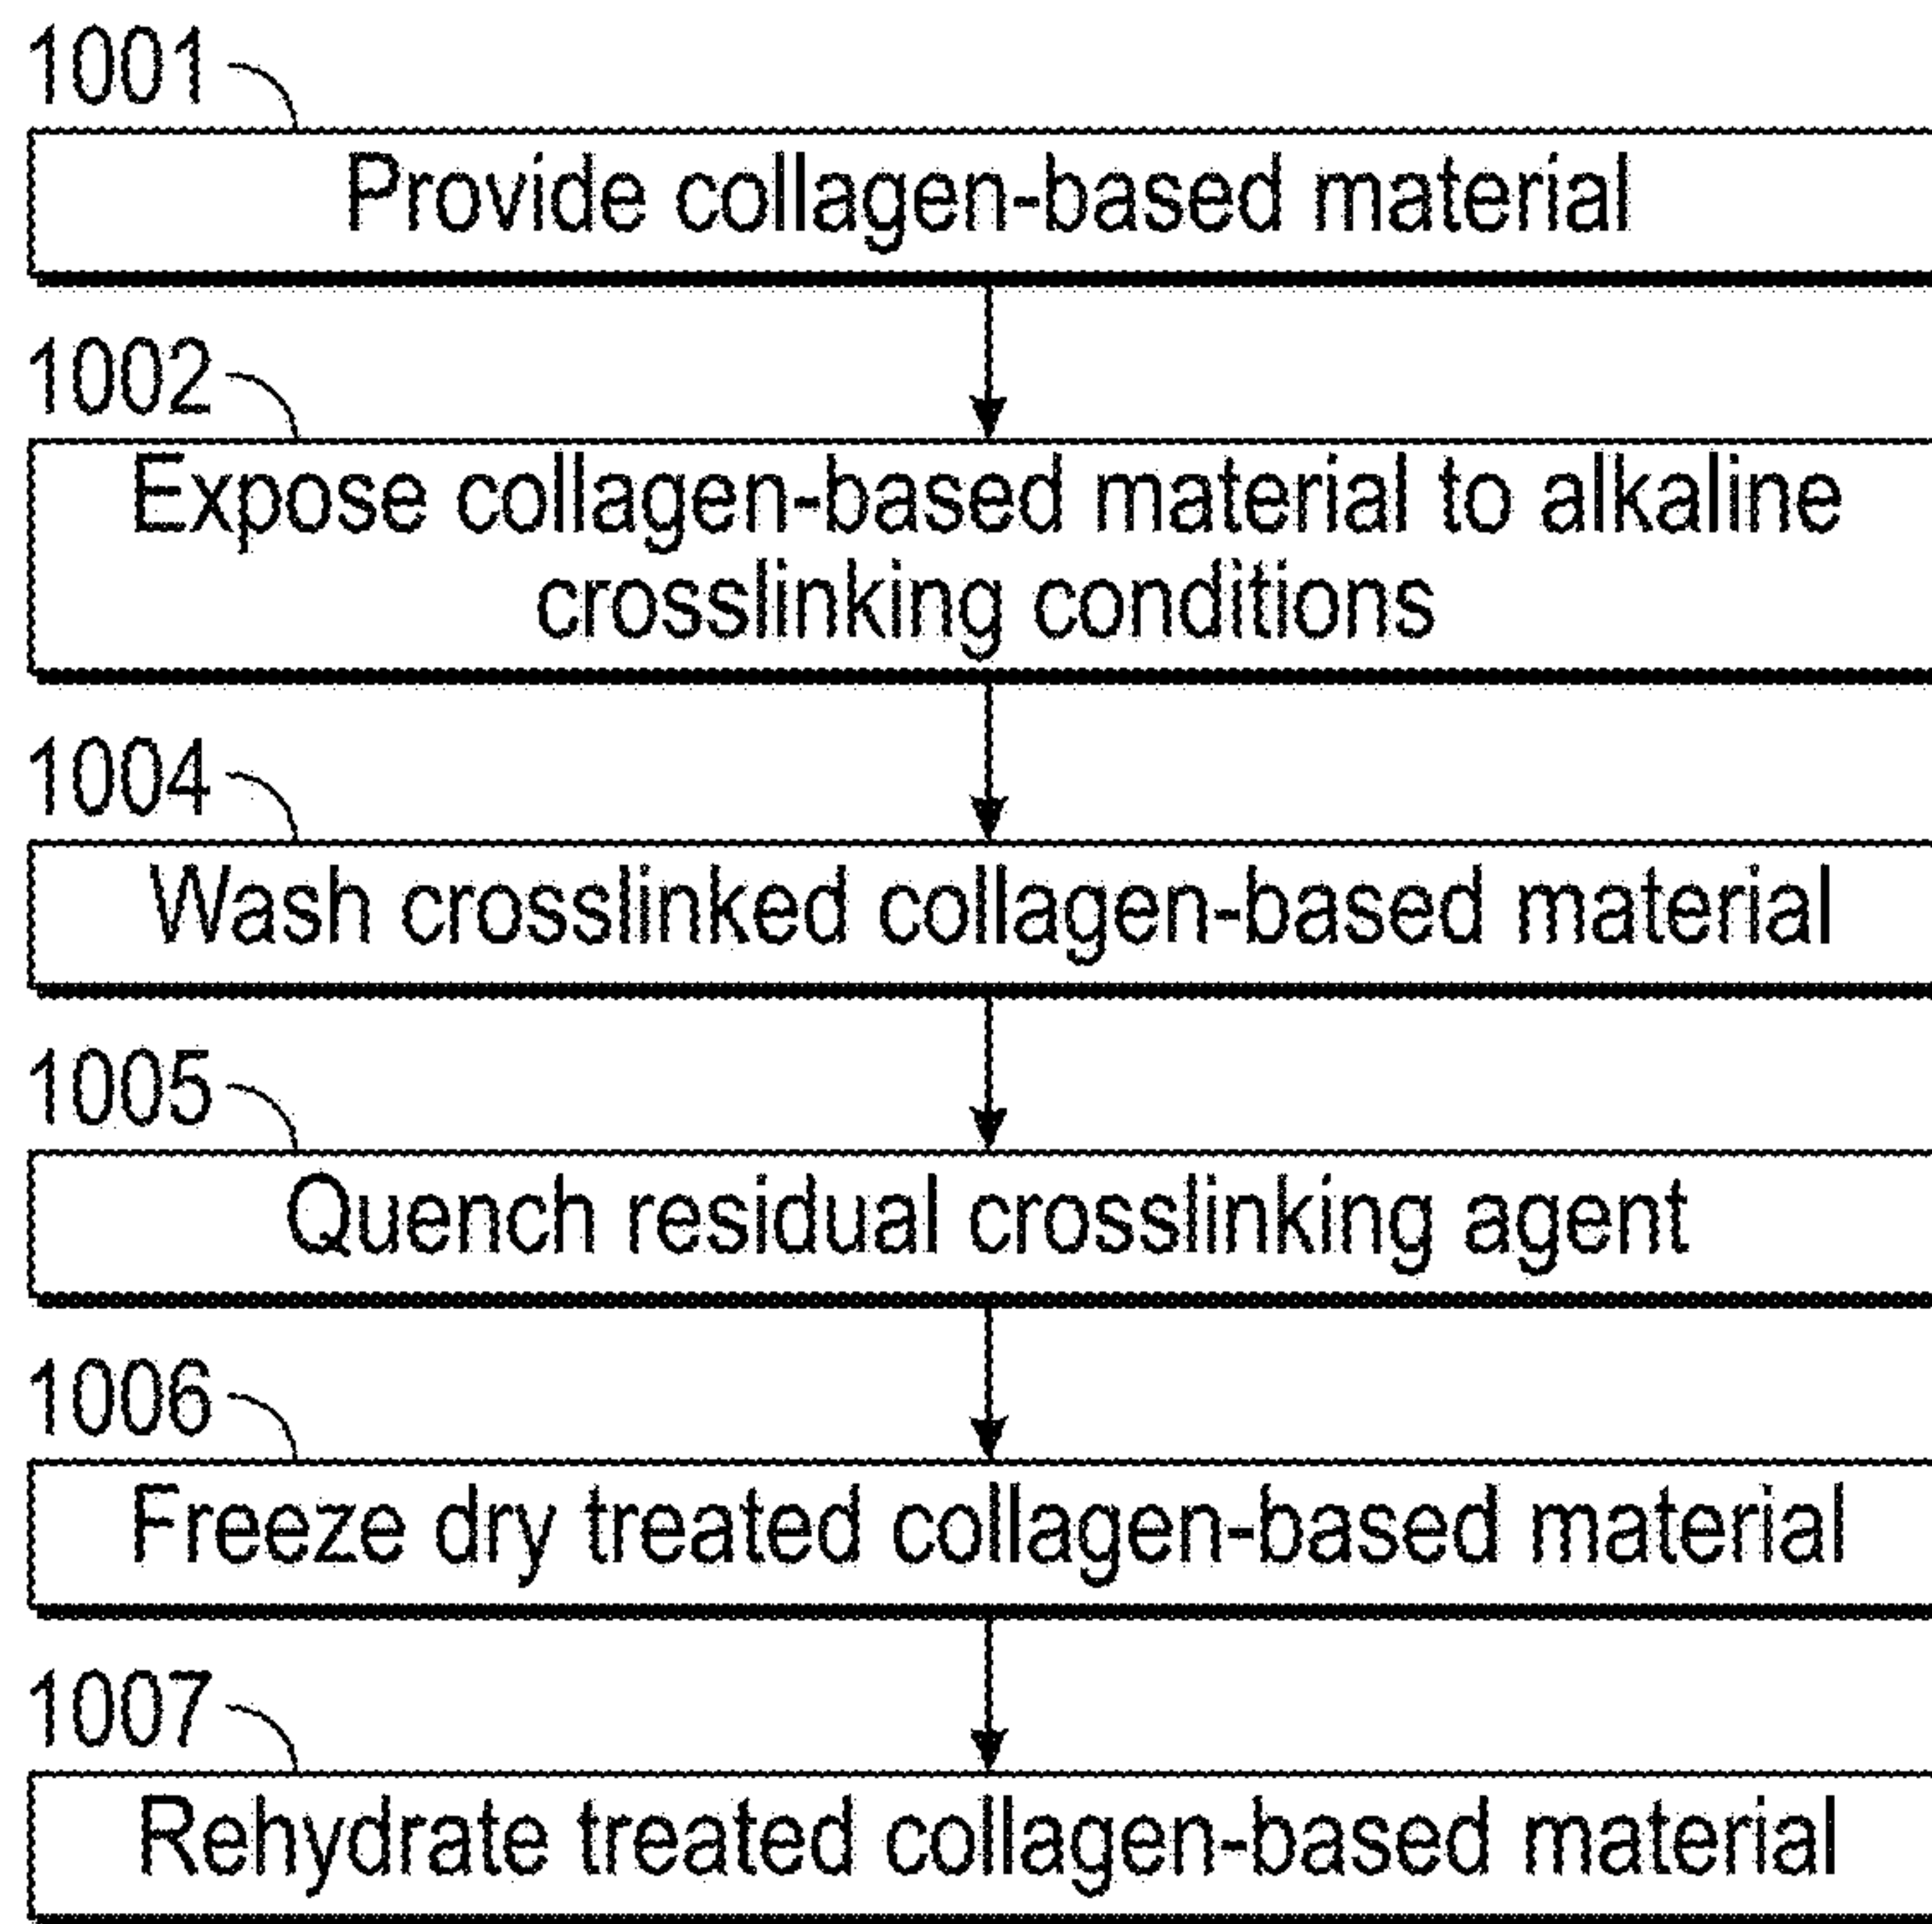 1001
Provide collagen-based material
1002
Expose collagen-based material to alkaline
crosslinking conditions
1004
Wash crosslinked collagen-based material
1005
Quench residual crosslinking agent
1006
Freeze dry treated collagen-based material
1007
Rehydrate treated collagen-based material